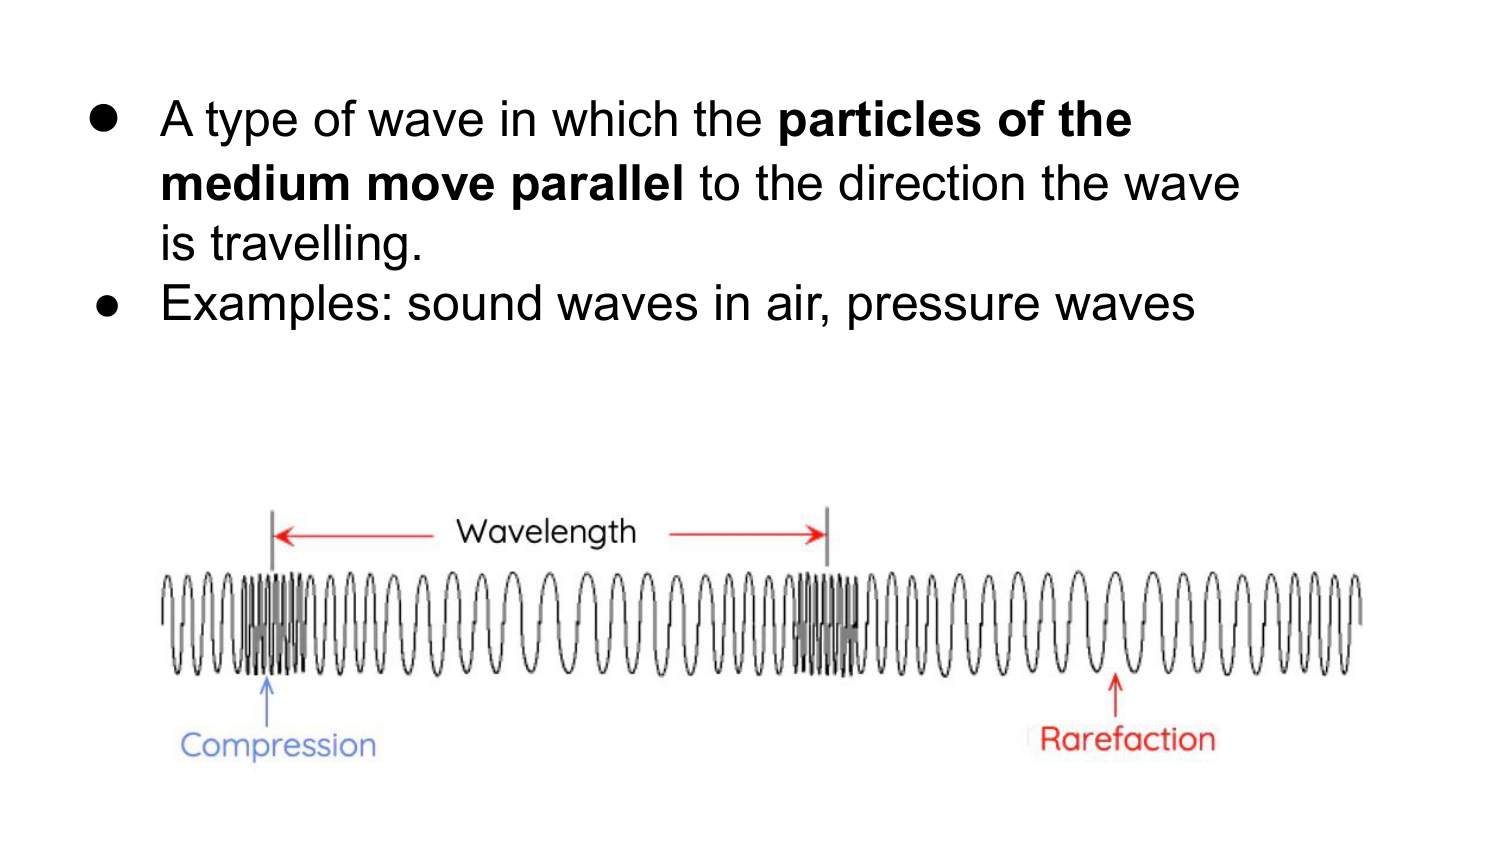 ● A type of wave in which the particles of the
medium move parallel to the direction the wave
is travelling.
● Examples: sound waves in air, pressure waves
Wavelength
Compression
Rarefaction